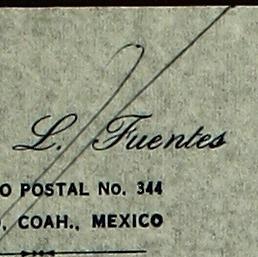 L. Fuentes
O POSTAL No. 344
, COAH., MEXICO